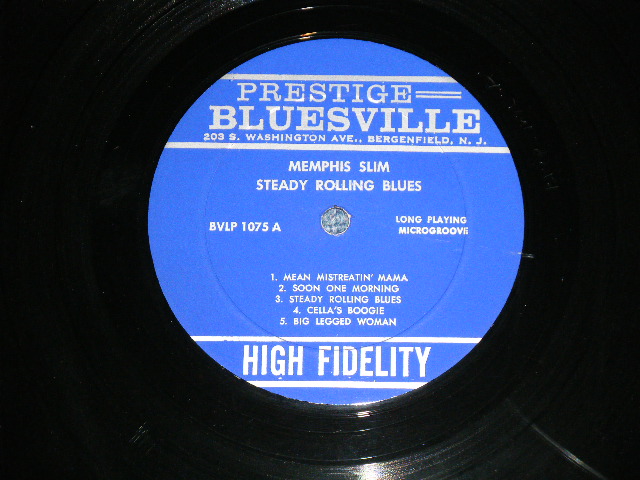 PRESTIGE
BLUESVILLE
203 S. WASHINGTON AVE., BERGENFIELD, N. J.
MEMPHIS SLIM
STEADY ROLLING BLUES
BVLP 1075 A
LONG PLAYING
MICROGROOVE
1. MEAN MISTREATIN' MAMA
2. SOON ONE MORNING
3. STEADY ROLLING BLUES
4. CELLA'S BOOGIE
5. BIG LEGGED WOMAN
HIGH FIDELITY